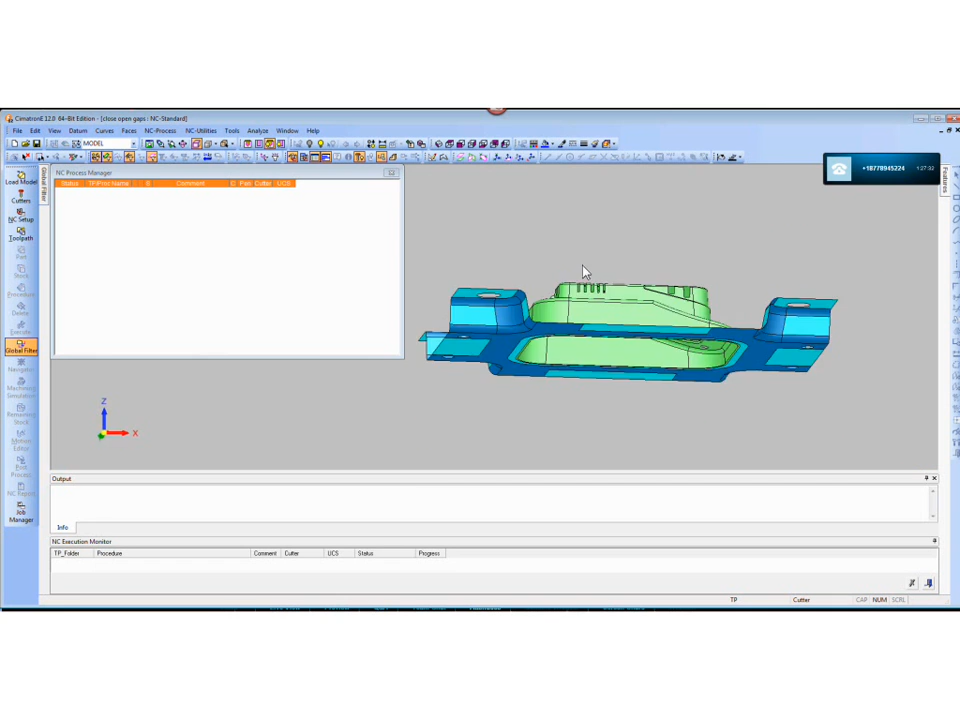 CimatronE 12.0 64-Bit Edition - [close open gaps : NC-Standard]
File Edit View Datum Curves Faces NC-Process NC-Utilities Tools Analyze Window Help
MODEL
NC Process Manager
Status TP/Proc Name Comment C Part Cutter UCS
Global Filter
Features
+18778945224
Load Model
Cutters
NC Setup
Toolpath
Part
Stock
Procedure
Delete
Execute
Global Filter
Navigator
Machining
Simulation
Remaining
Stock
Motion
Editor
Post
Process
NC Report
Job
Manager
Z
X
Output
Info
NC Execution Monitor
TP_Folder Procedure Comment Cutter UCS Status Progress
TP Cutter CAP NUM SCRL